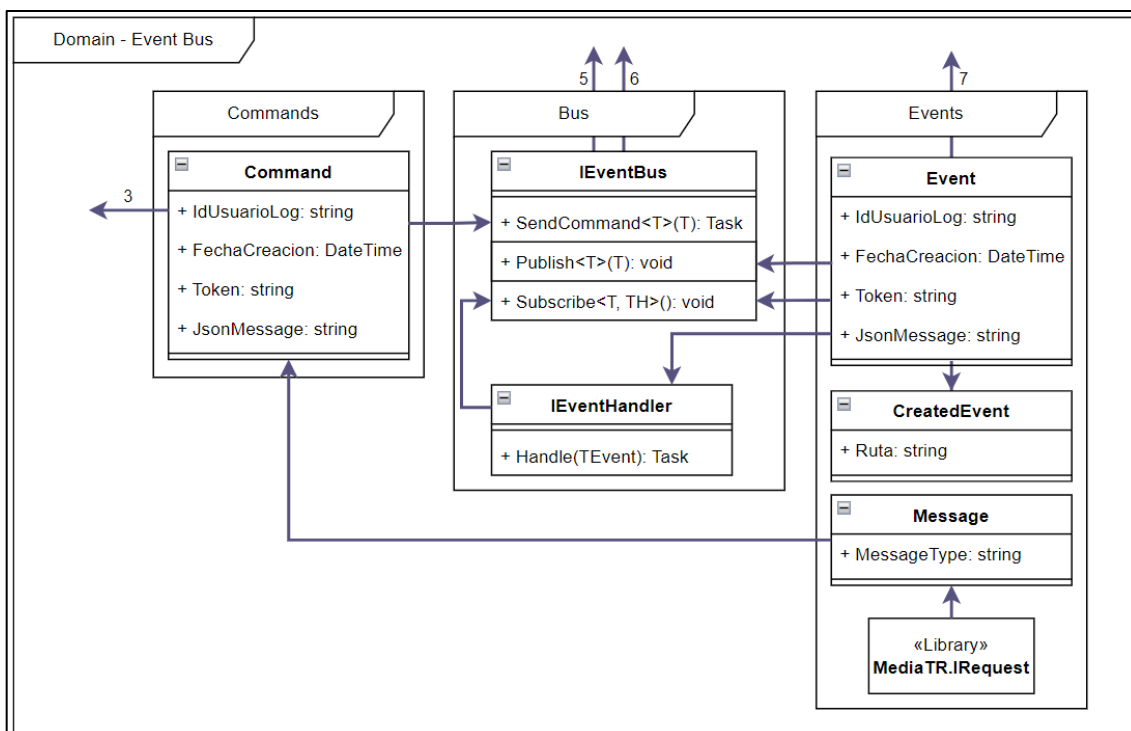 Domain - Event Bus
5
6
7
Commands
Bus
Events
Command
+ IdUsuarioLog: string
+ FechaCreacion: DateTime
+ Token: string
+ JsonMessage: string
3
IEventBus
+ SendCommand<T>(T): Task
+ Publish<T>(T): void
+ Subscribe<T, TH>(): void
IEventHandler
+ Handle(TEvent): Task
Event
+ IdUsuarioLog: string
+ FechaCreacion: DateTime
+ Token: string
+ JsonMessage: string
CreatedEvent
+ Ruta: string
Message
+ MessageType: string
«Library»
MediaTR.IRequest